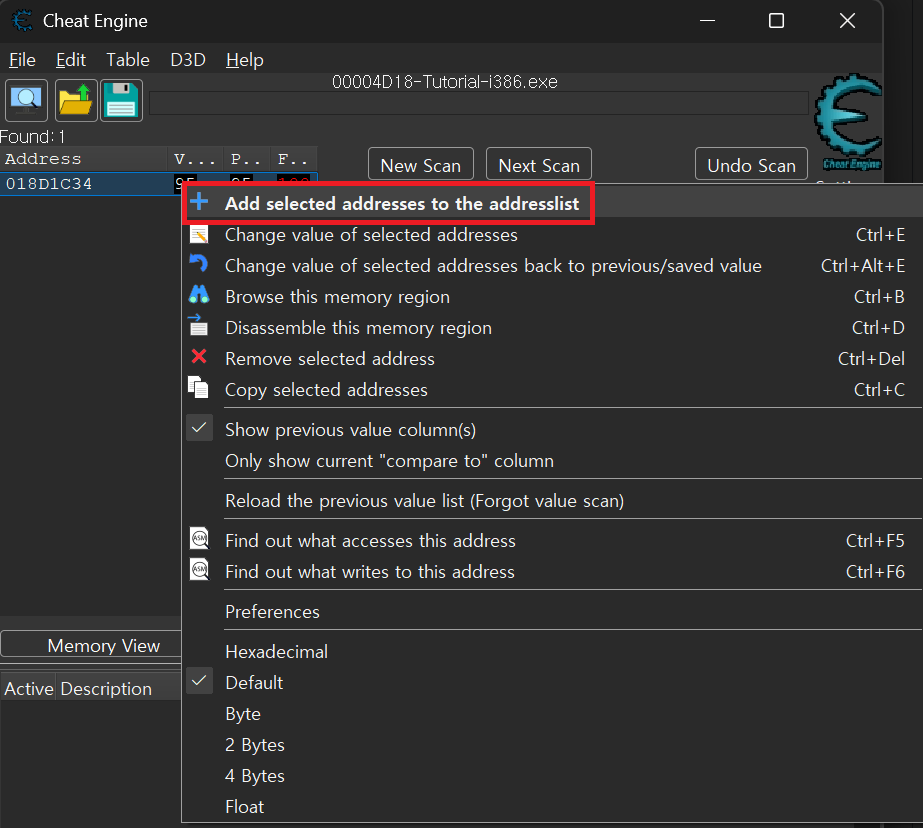 Cheat Engine
File Edit Table D3D Help
00004D18-Tutorial-i386.exe
Found: 1
Address V... P.. F..
New Scan Next Scan Undo Scan
Cheat Engine
018D1C34
Add selected addresses to the addresslist
Change value of selected addresses Ctrl+E
Change value of selected addresses back to previous/saved value Ctrl+Alt+E
Browse this memory region Ctrl+B
Disassemble this memory region Ctrl+D
Remove selected address Ctrl+Del
Copy selected addresses Ctrl+C
Show previous value column(s)
Only show current "compare to" column
Reload the previous value list (Forgot value scan)
Find out what accesses this address Ctrl+F5
Find out what writes to this address Ctrl+F6
Preferences
Memory View
Hexadecimal
Active Description
Default
Byte
2 Bytes
4 Bytes
Float